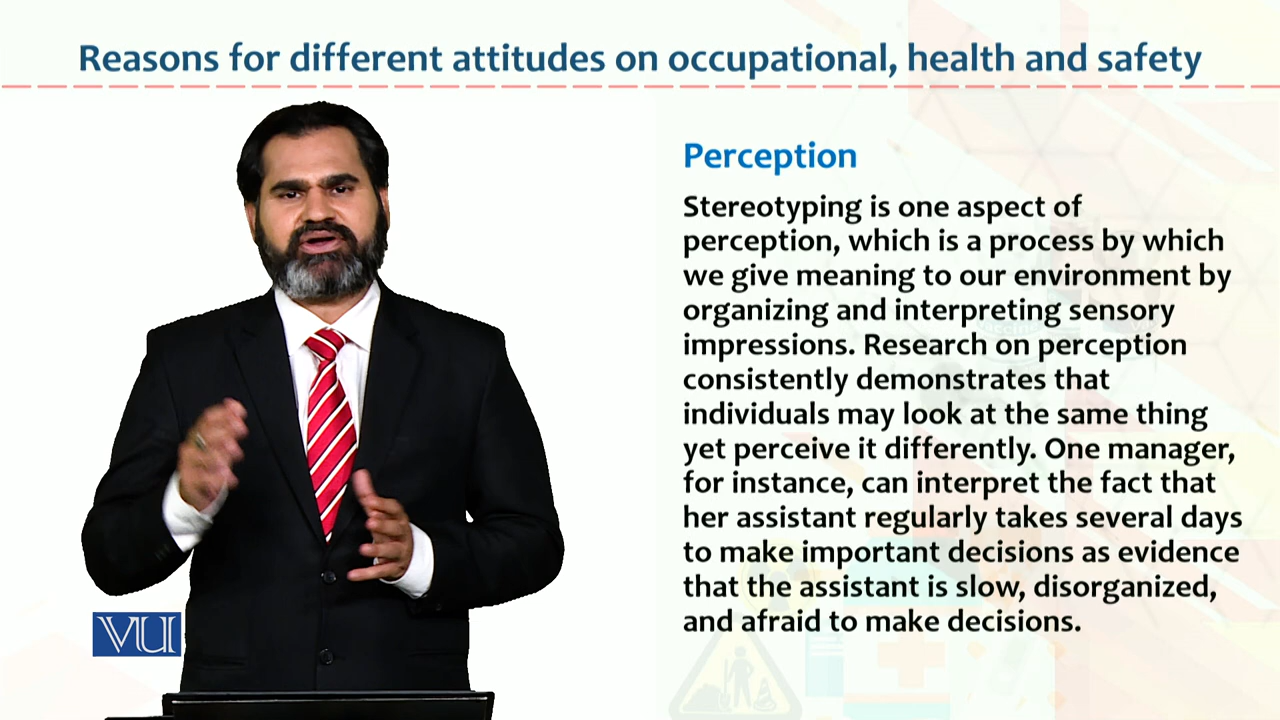 Reasons for different attitudes on occupational, health and safety
Perception
Stereotyping is one aspect of
perception, which is a process by which
we give meaning to our environment by
organizing and interpreting sensory
impressions. Research on perception
consistently demonstrates that
individuals may look at the same thing
yet perceive it differently. One manager,
for instance, can interpret the fact that
her assistant regularly takes several days
to make important decisions as evidence
that the assistant is slow, disorganized,
and afraid to make decisions.
VU